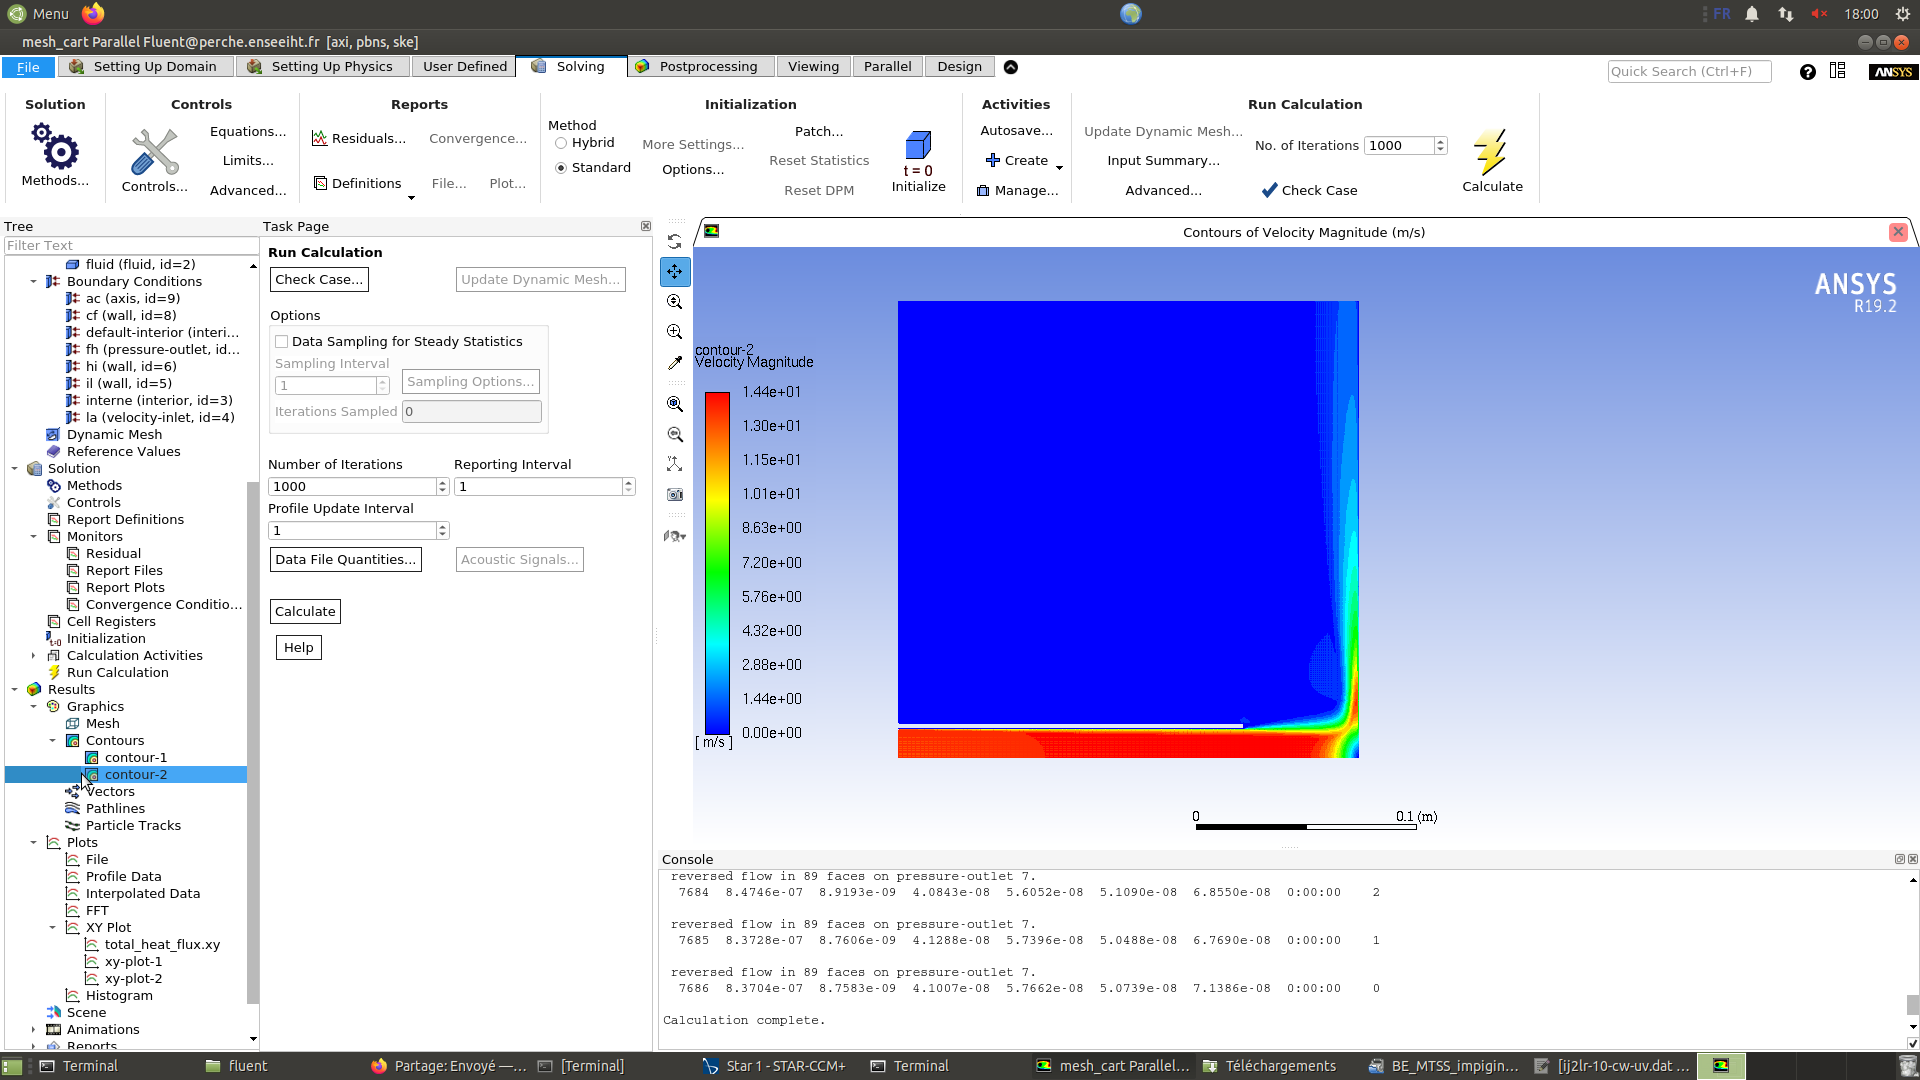 Menu
FR
18:00
mesh_cart Parallel Fluent@perche.enseeiht.fr [axi, pbns, ske]
File
Setting Up Domain
Setting Up Physics
User Defined
Solving
Postprocessing
Viewing
Parallel
Design
Quick Search (Ctrl+F)
ANSYS
Solution
Methods...
Controls
Controls...
Equations...
Limits...
Advanced...
Reports
Residuals...
Convergence...
Definitions
File...
Plot...
Initialization
Method
Hybrid
Standard
More Settings...
Options...
Patch...
Reset Statistics
Reset DPM
t = 0
Initialize
Activities
Autosave...
Create
Manage...
Run Calculation
Update Dynamic Mesh...
Input Summary...
Advanced...
No. of Iterations 1000
Check Case
Calculate
Tree
Filter Text
fluid (fluid, id=2)
Boundary Conditions
ac (axis, id=9)
cf (wall, id=8)
default-interior (interi...
fh (pressure-outlet, id...
hi (wall, id=6)
il (wall, id=5)
interne (interior, id=3)
la (velocity-inlet, id=4)
Dynamic Mesh
Reference Values
Solution
Methods
Controls
Report Definitions
Monitors
Residual
Report Files
Report Plots
Convergence Conditio...
Cell Registers
Initialization
Calculation Activities
Run Calculation
Results
Graphics
Mesh
Contours
contour-1
contour-2
Vectors
Pathlines
Particle Tracks
Plots
File
Profile Data
Interpolated Data
FFT
XY Plot
total_heat_flux.xy
xy-plot-1
xy-plot-2
Histogram
Scene
Animations
Reports
Task Page
Run Calculation
Check Case...
Update Dynamic Mesh...
Options
Data Sampling for Steady Statistics
Sampling Interval
1
Sampling Options...
Iterations Sampled 0
Number of Iterations
1000
Reporting Interval
1
Profile Update Interval
1
Data File Quantities...
Acoustic Signals...
Calculate
Help
Contours of Velocity Magnitude (m/s)
ANSYS
R19.2
contour-2
Velocity Magnitude
1.44e+01
1.30e+01
1.15e+01
1.01e+01
8.63e+00
7.20e+00
5.76e+00
4.32e+00
2.88e+00
1.44e+00
0.00e+00
[ m/s ]
0 0.1 (m)
Console
reversed flow in 89 faces on pressure-outlet 7.
7684 8.4746e-07 8.9193e-09 4.0843e-08 5.6052e-08 5.1090e-08 6.8550e-08 0:00:00 2
reversed flow in 89 faces on pressure-outlet 7.
7685 8.3728e-07 8.7606e-09 4.1288e-08 5.7396e-08 5.0488e-08 6.7690e-08 0:00:00 1
reversed flow in 89 faces on pressure-outlet 7.
7686 8.3704e-07 8.7583e-09 4.1007e-08 5.7662e-08 5.0739e-08 7.1386e-08 0:00:00 0
Calculation complete.
Terminal
fluent
Partage: Envoyé —...
[Terminal]
Star 1 - STAR-CCM+
Terminal
mesh_cart Parallel...
Téléchargements
BE_MTSS_impigin...
[ij2lr-10-cw-uv.dat ...